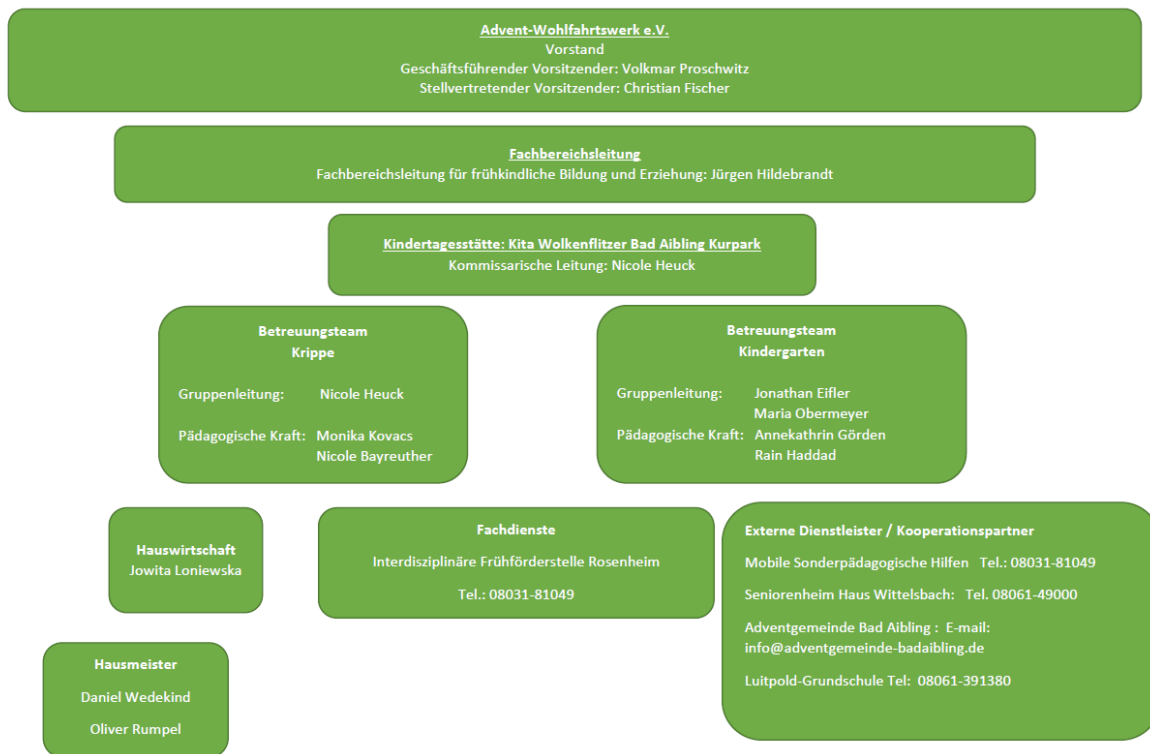 Advent-Wohlfahrtswerk e.V.
Vorstand
Geschäftsführender Vorsitzender: Volkmar Proschwitz
Stellvertretender Vorsitzender: Christian Fischer
Fachbereichsleitung
Fachbereichsleitung für frühkindliche Bildung und Erziehung: Jürgen Hildebrandt
Kindertagesstätte: Kita Wolkenflitzer Bad Aibling Kurpark
Kommissarische Leitung: Nicole Heuck
Betreuungsteam
Krippe
Gruppenleitung: Nicole Heuck
Pädagogische Kraft: Monika Kovacs
Nicole Bayreuther
Betreuungsteam
Kindergarten
Gruppenleitung: Jonathan Eifler
Maria Obermeyer
Pädagogische Kraft: Annekathrin Görden
Rain Haddad
Hauswirtschaft
Jowita Loniewska
Fachdienste
Interdisziplinäre Frühförderstelle Rosenheim
Tel.: 08031-81049
Externe Dienstleister / Kooperationspartner
Mobile Sonderpädagogische Hilfen Tel.: 08031-81049
Seniorenheim Haus Wittelsbach: Tel. 08061-49000
Adventgemeinde Bad Aibling : E-mail:
info@adventgemeinde-badaibling.de
Luitpold-Grundschule Tel: 08061-391380
Hausmeister
Daniel Wedekind
Oliver Rumpel